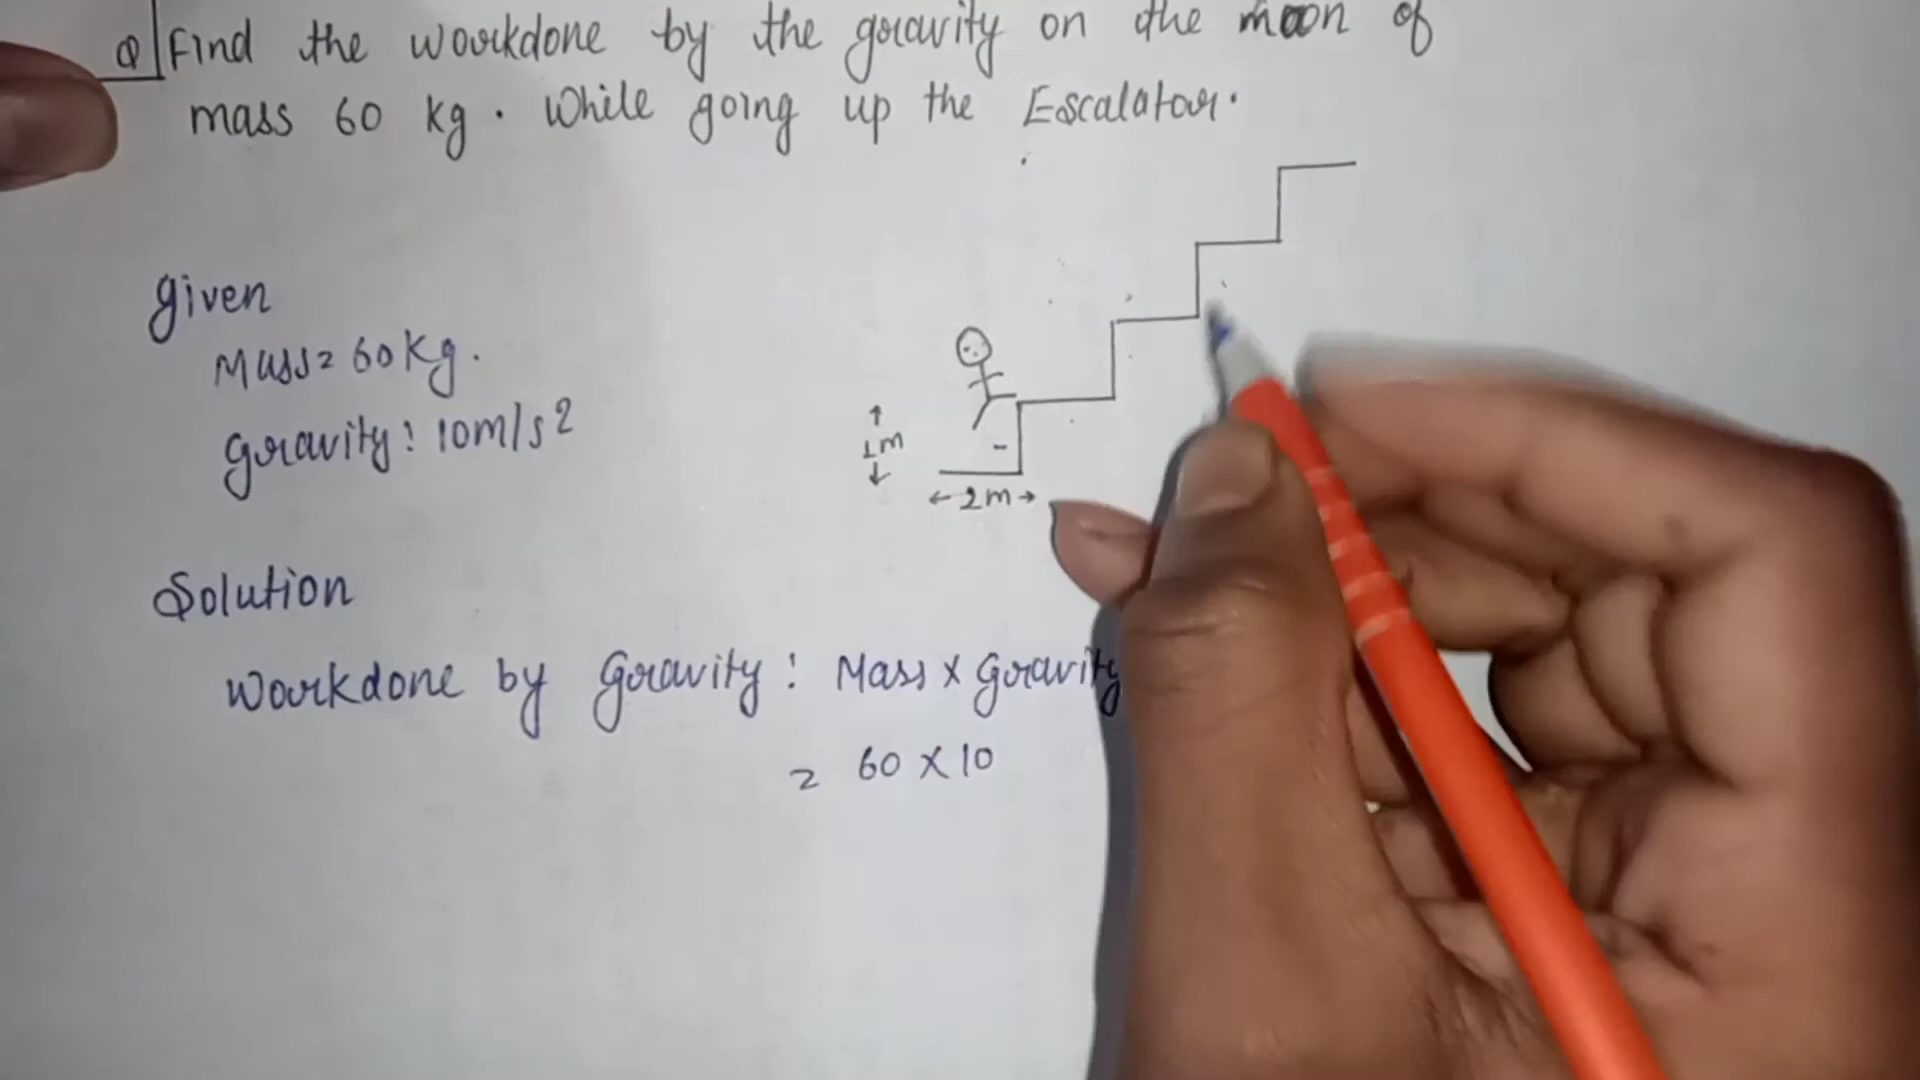 Q Find the workdone by the gravity on the moon of
mass 60 kg. While going up the Escalator.
given
Mass= 60 Kg.
gravity: 10m/s2
1m
2m
Solution
Workdone by Gravity: Mass x Gravity
= 60 x 10